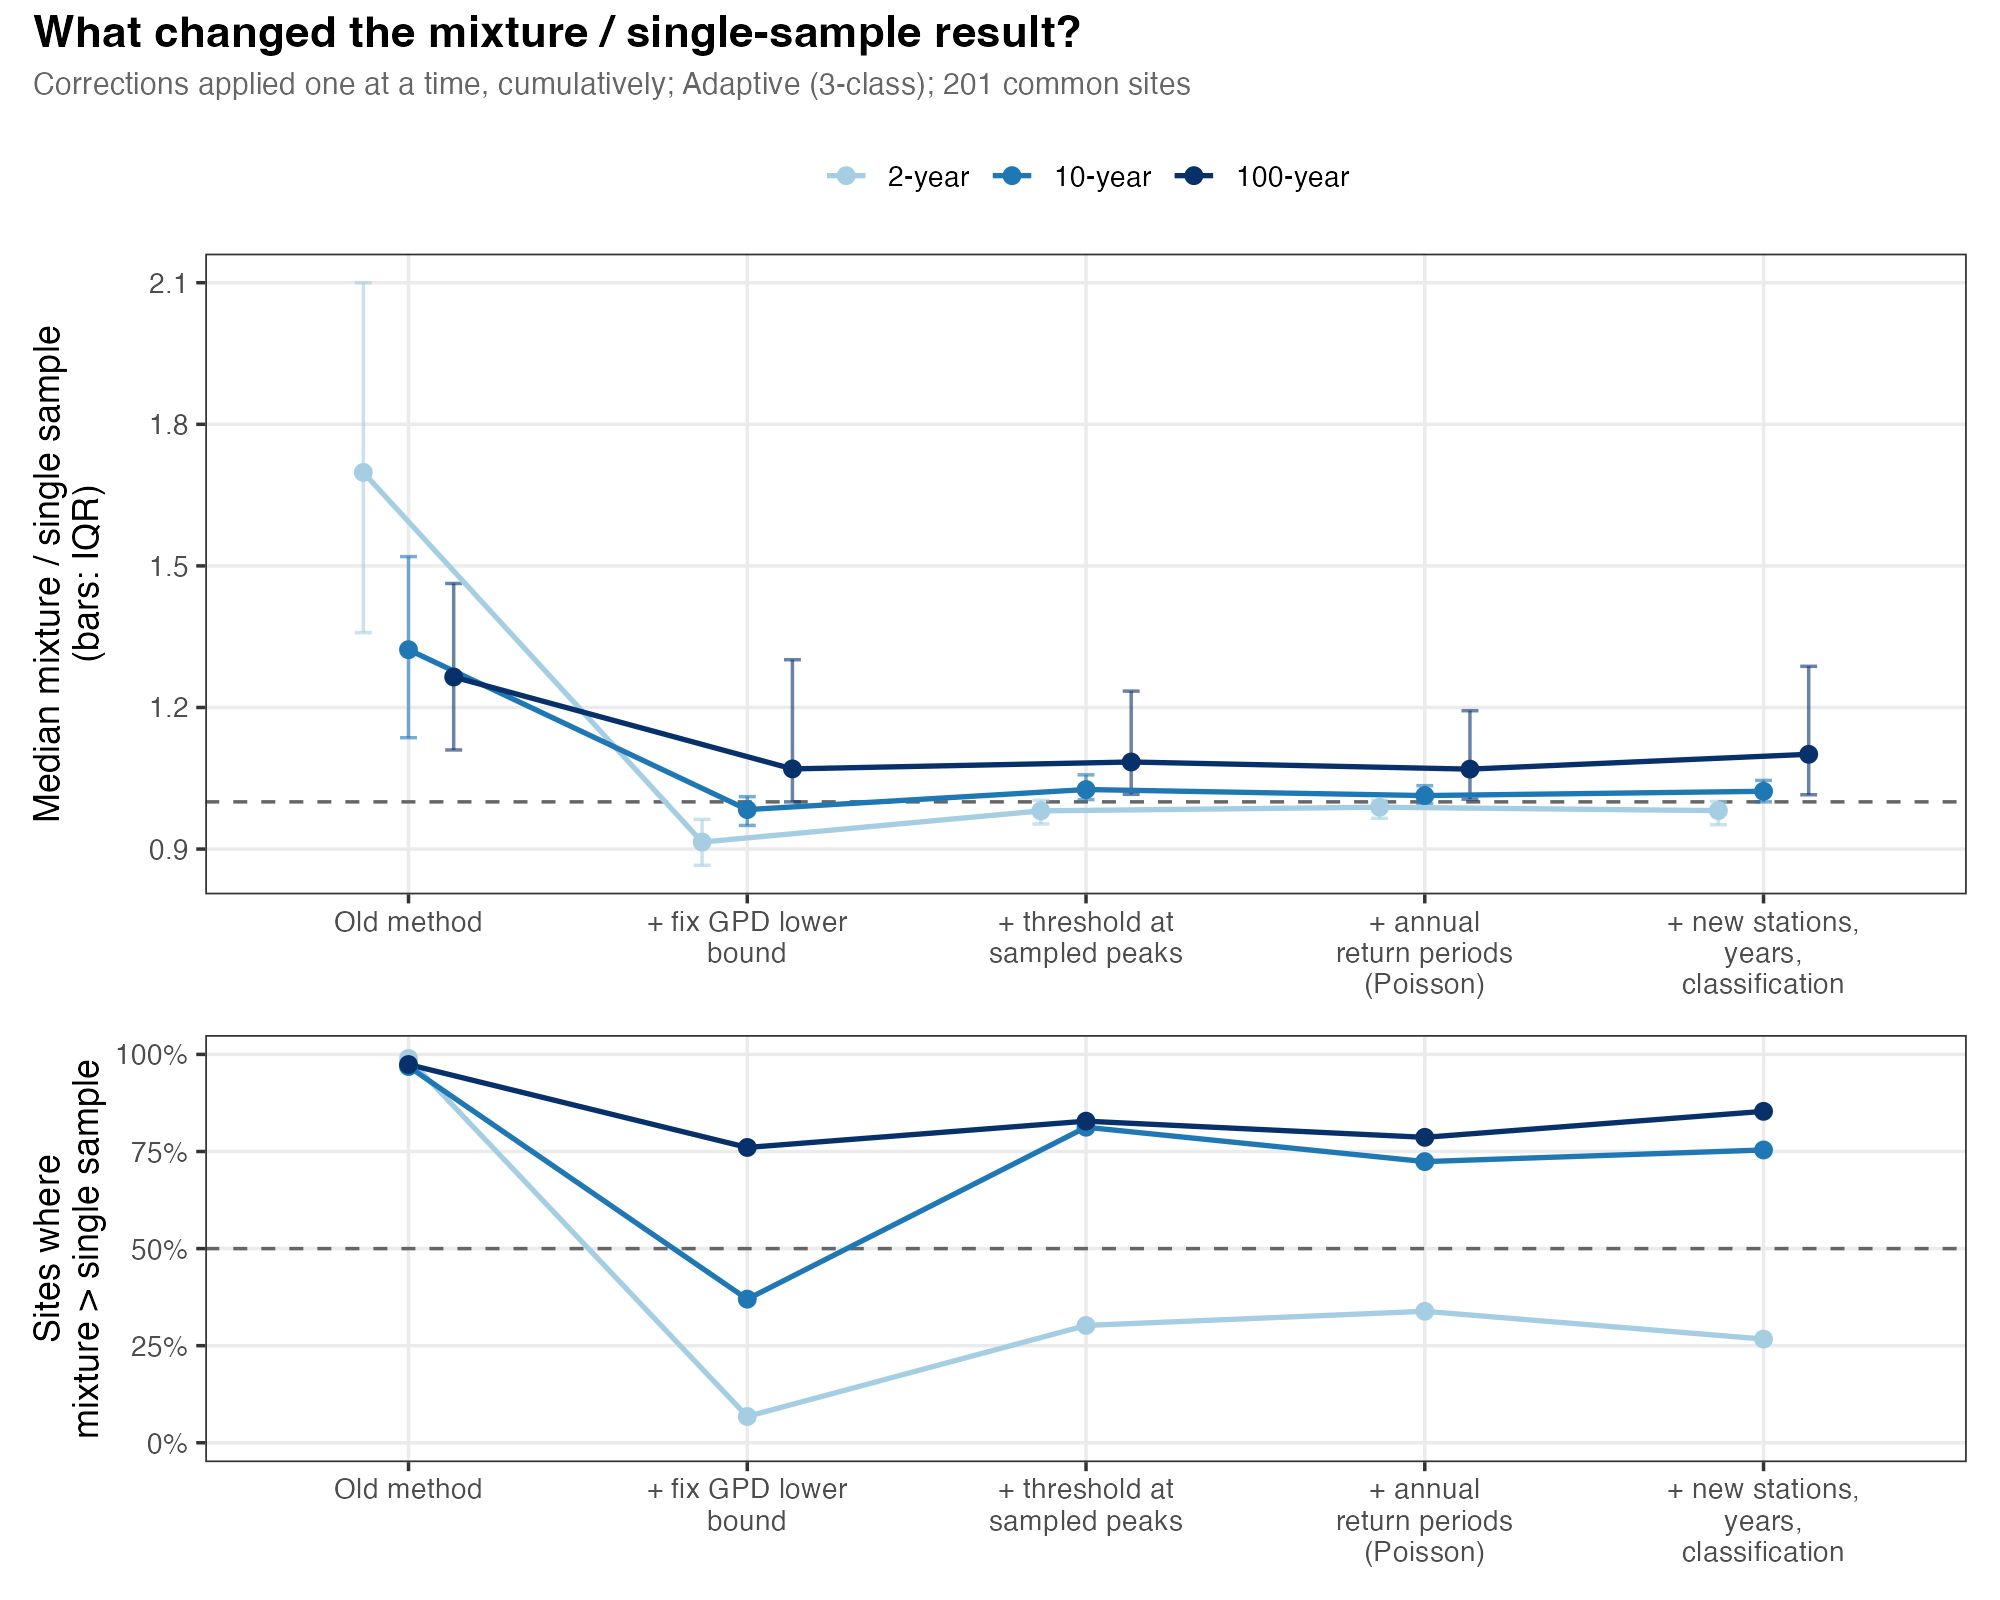 What changed the mixture / single-sample result?
Corrections applied one at a time, cumulatively; Adaptive (3-class); 201 common sites
2-year 10-year 100-year
Median mixture / single sample
(bars: IQR)
2.1
1.8
1.5
1.2
0.9
Old method
+ fix GPD lower
bound
+ threshold at
sampled peaks
+ annual
return periods
(Poisson)
+ new stations,
years,
classification
Sites where
mixture > single sample
100%
75%
50%
25%
0%
Old method
+ fix GPD lower
bound
+ threshold at
sampled peaks
+ annual
return periods
(Poisson)
+ new stations,
years,
classification